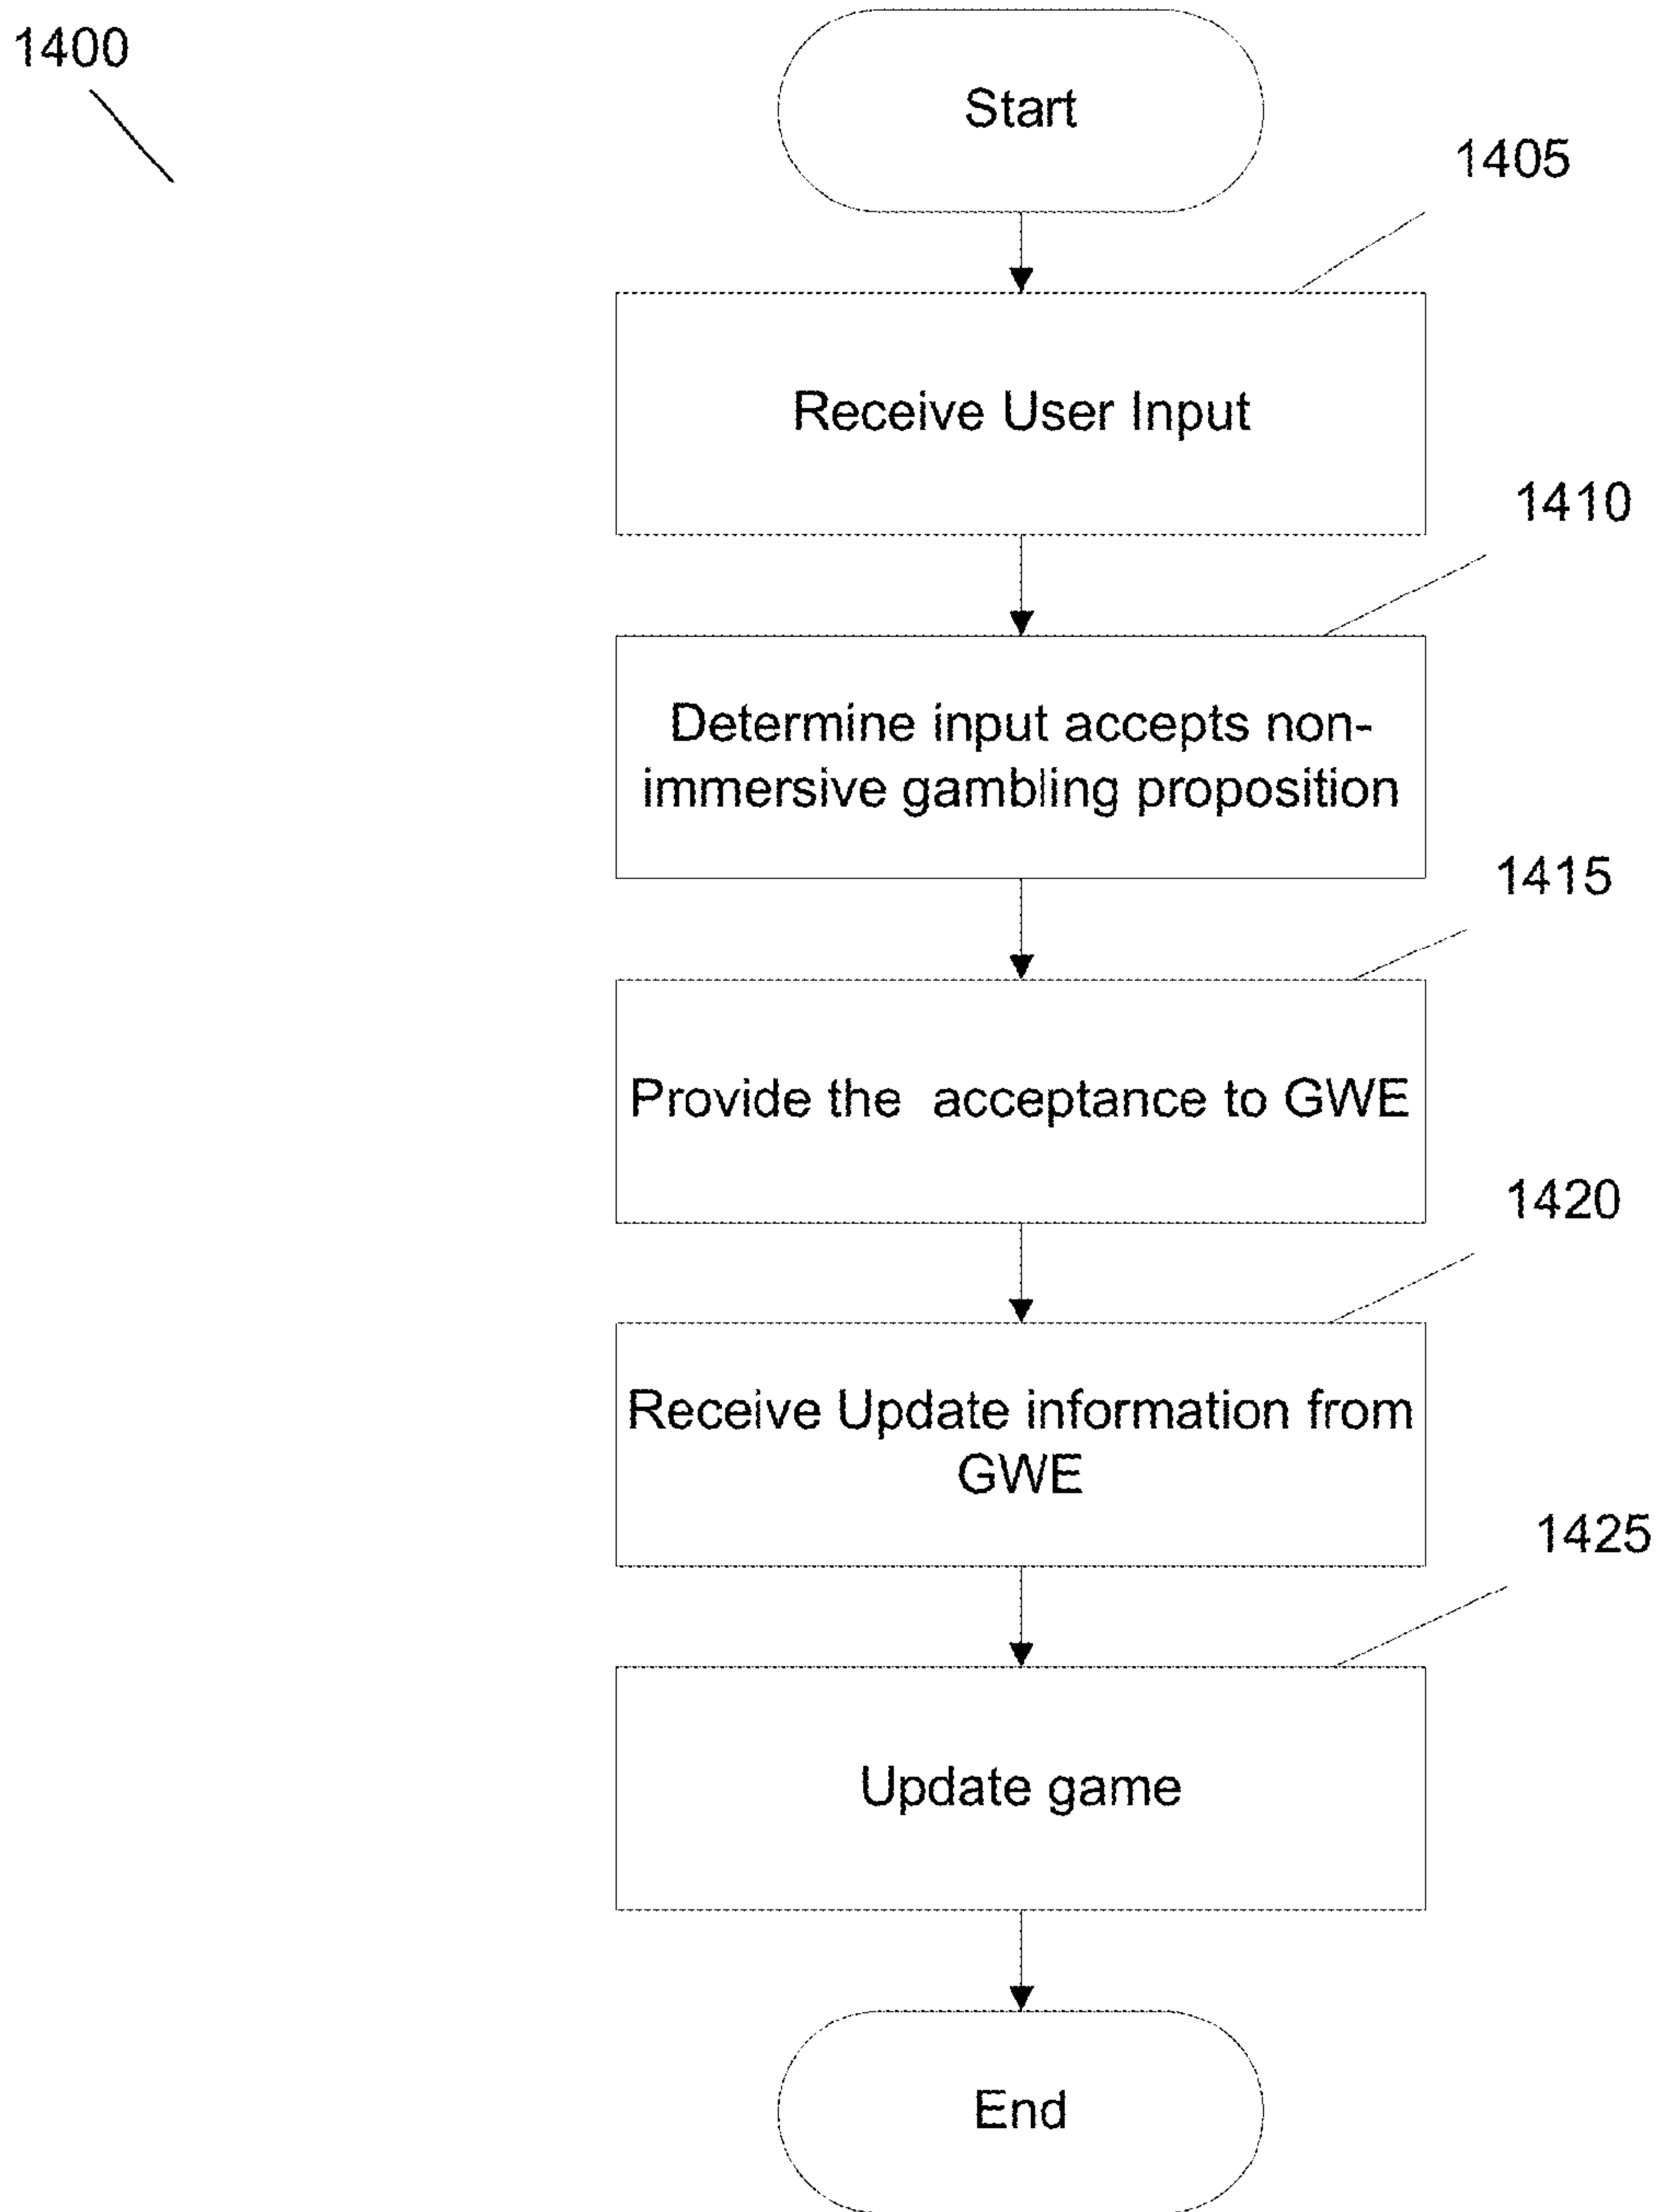 1400
Start
1405
Receive User Input
1410
Determine input accepts non-
immersive gambling proposition
1415
Provide the acceptance to GWE
1420
Receive Update information from
GWE
1425
Update game
End